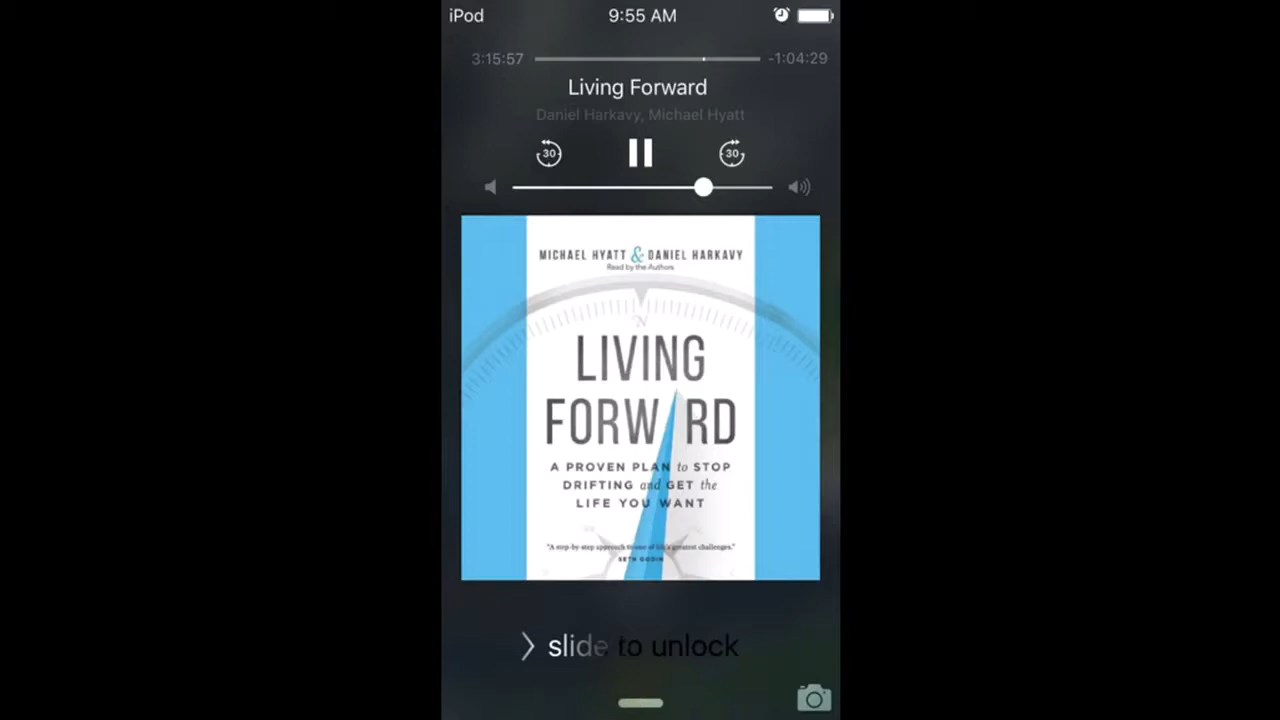 iPod 9:55 AM
3:15:57 -1:04:29
Living Forward
Daniel Harkavy, Michael Hyatt
30 30
MICHAEL HYATT & DANIEL HARKAVY
Read by the Authors
N
LIVING
FORW RD
A PROVEN PLAN to STOP
DRIFTING and GET the
LIFE YOU WANT
"A step-by-step approach to one of life's greatest challenges."
SETH GODIN
slide to unlock